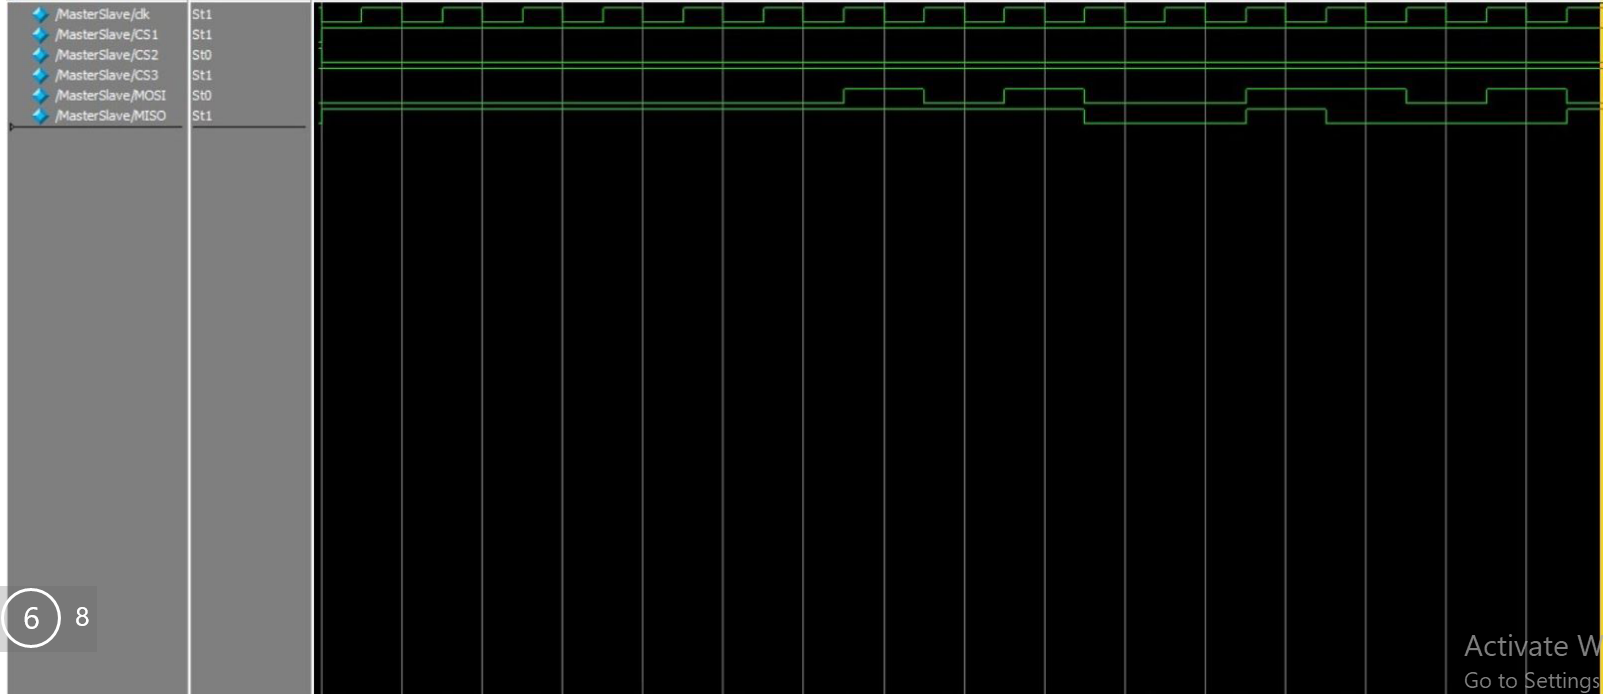 /MasterSlave/clk St1
/MasterSlave/CS1 St1
/MasterSlave/CS2 St0
/MasterSlave/CS3 St1
/MasterSlave/MOSI St0
/MasterSlave/MISO St1
6 8
Activate W
Go to Settings